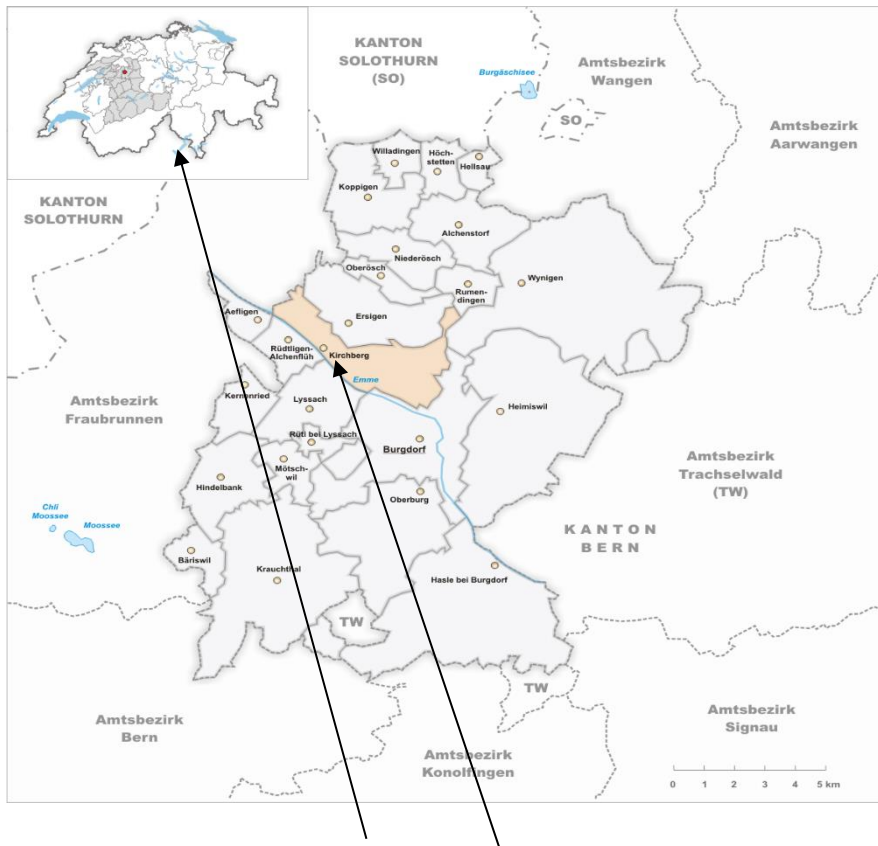 KANTON
SOLOTHURN
(SO)
Burgäschisee
Amtsbezirk
Wangen
SO
Amtsbezirk
Aarwangen
KANTON
SOLOTHURN
Willadingen
Höch-
stetten
Hellsau
Koppigen
Alchenstorf
Niederösch
Oberösch
Rumen-
dingen
Wynigen
Aefligen
Ersigen
Rüdtligen-
Alchenflüh
Kirchberg
Emme
Kernenried
Lyssach
Heimiswil
Amtsbezirk
Fraubrunnen
Rüti bei Lyssach
Burgdorf
Mötsch-
wil
Hindelbank
Oberburg
Amtsbezirk
Trachselwald
(TW)
Chli
Moossee
Moossee
KANTON
BERN
Bäriswil
Krauchthal
Hasle bei Burgdorf
TW
TW
Amtsbezirk
Bern
Amtsbezirk
Signau
Amtsbezirk
Konolfingen
0 1 2 3 4 5 km